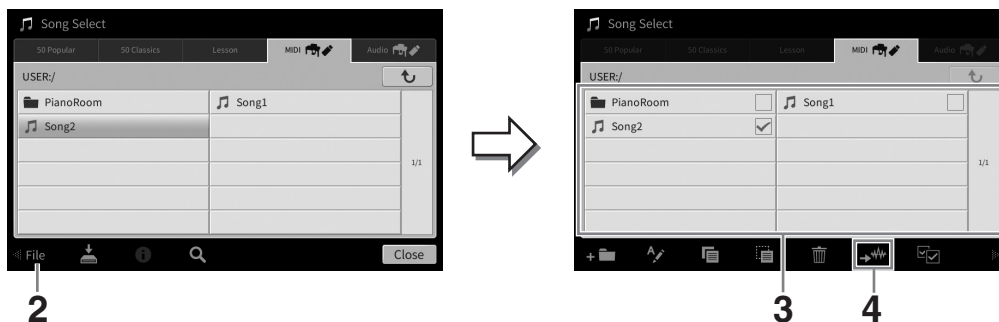 Song Select
50 Popular 50 Classics Lesson MIDI Audio
USER:/
PianoRoom Song1
Song2
1/1
File Close
2
Song Select
50 Popular 50 Classics Lesson MIDI Audio
USER:/
PianoRoom Song1
Song2
1/1
3 4